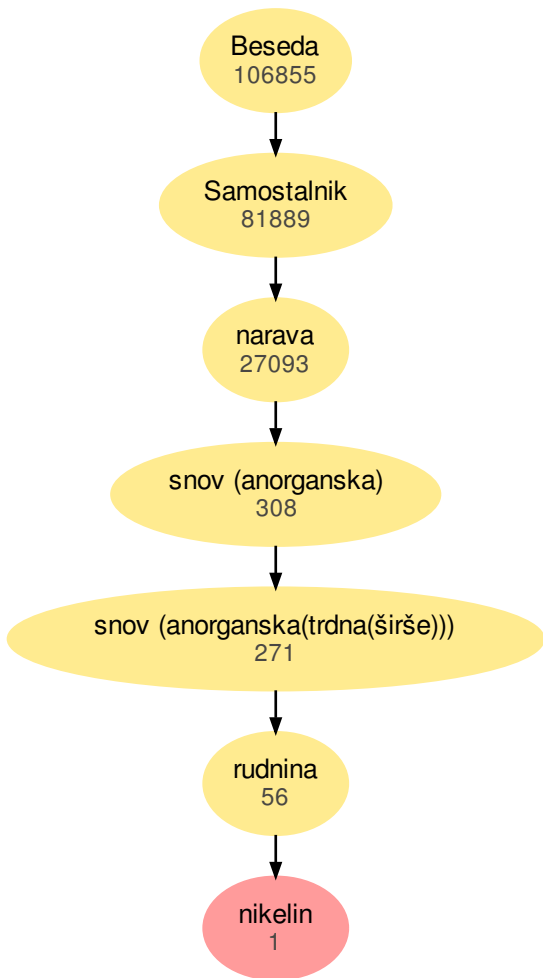 Beseda
106855
Samostalnik
81889
narava
27093
snov (anorganska)
308
snov (anorganska(trdna(širše)))
271
rudnina
56
nikelin
1